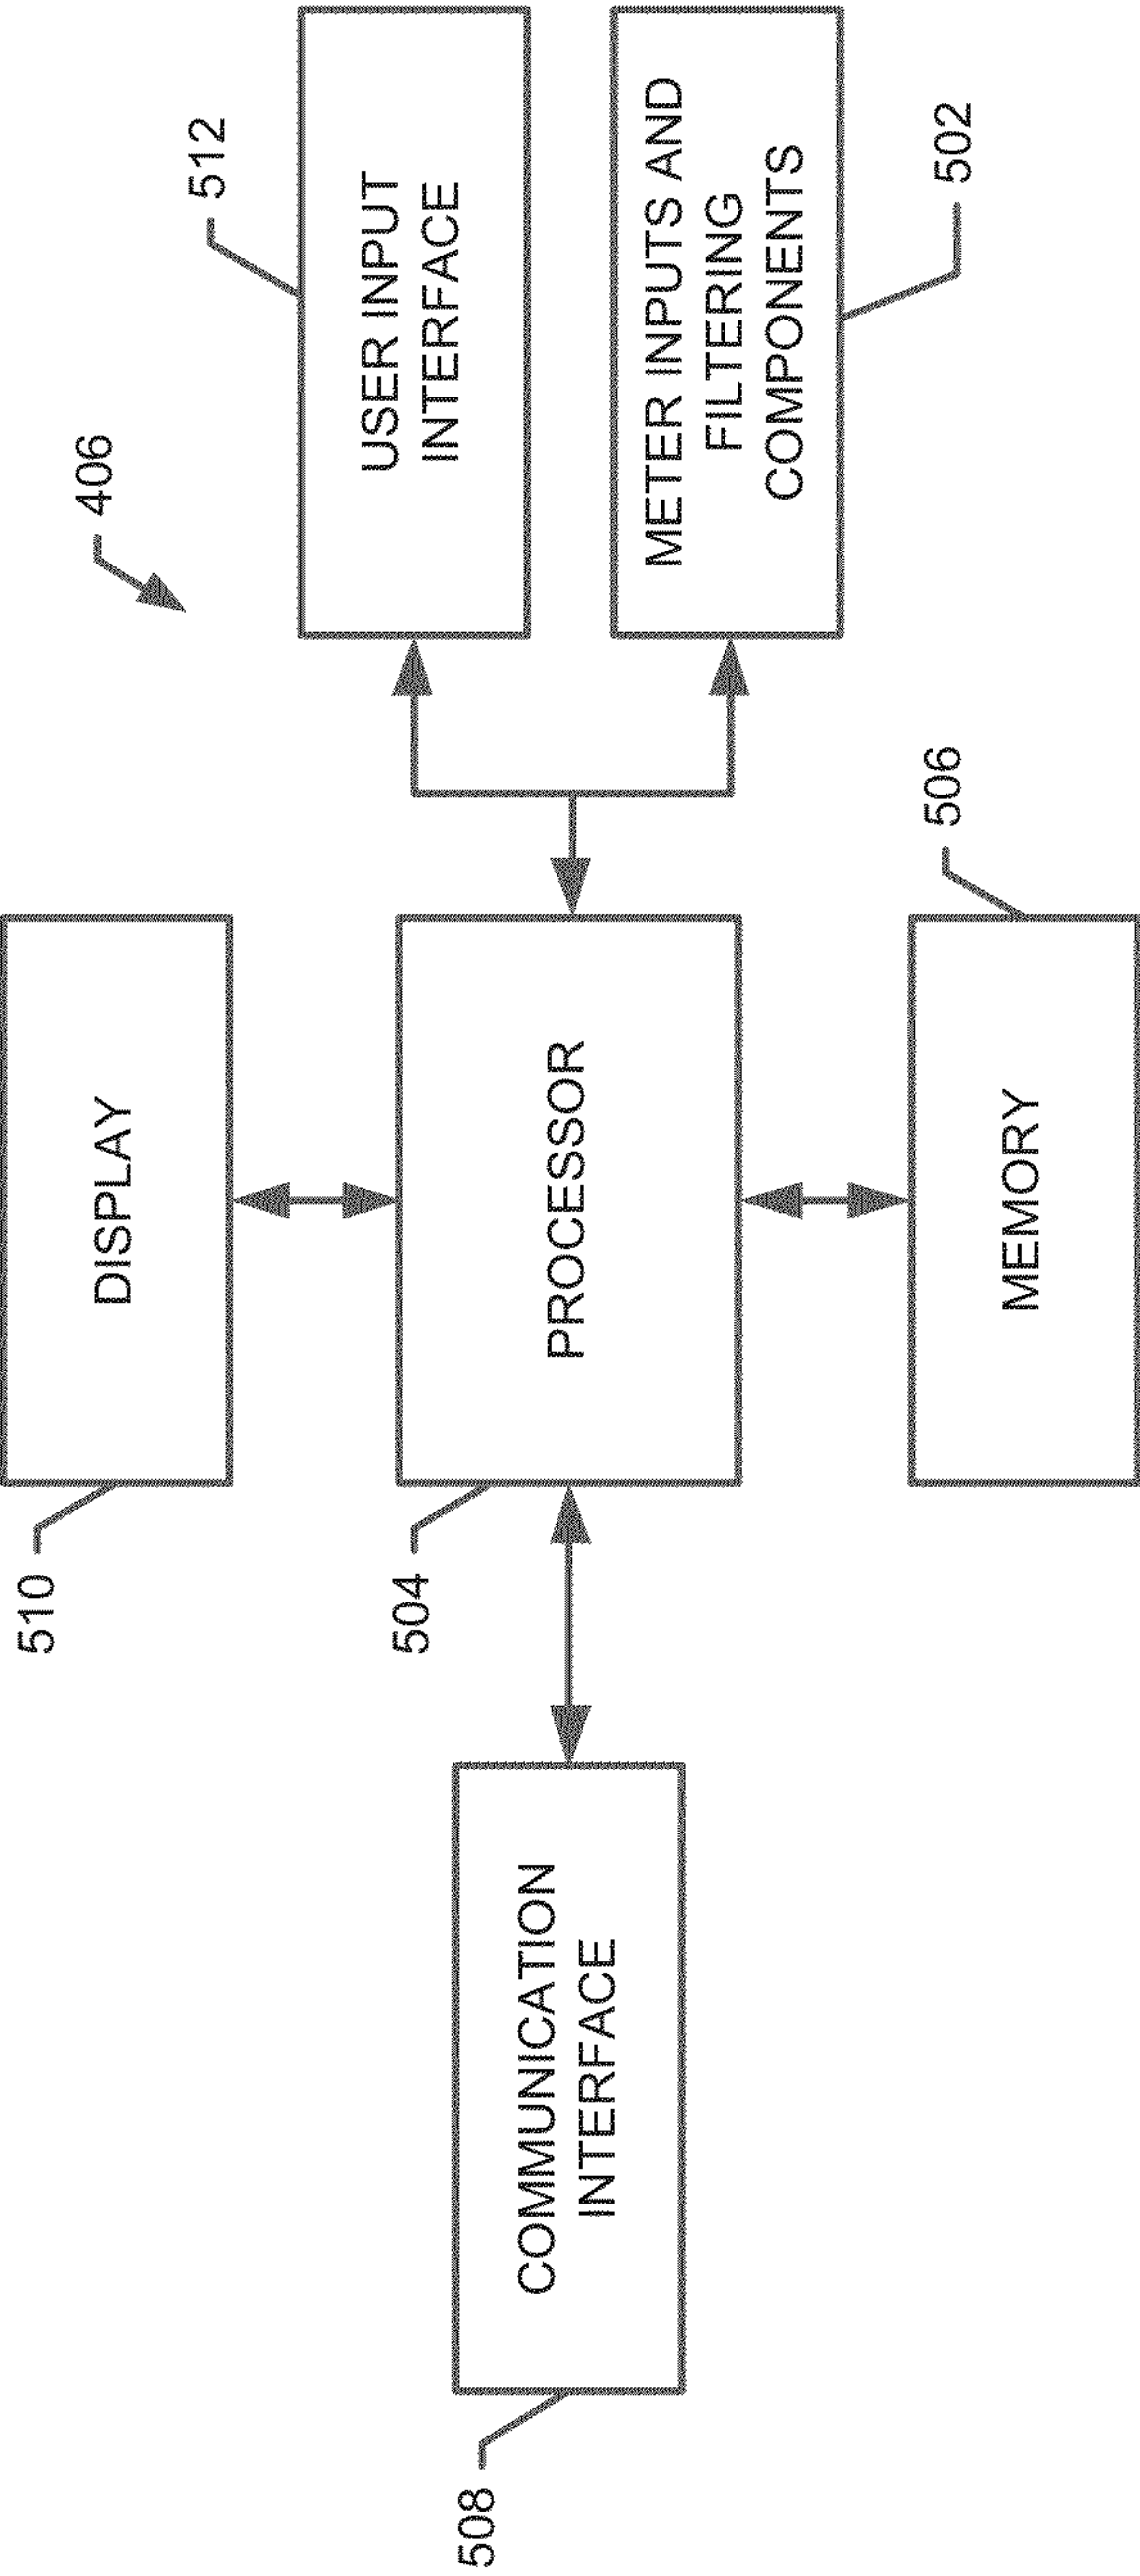 510
DISPLAY
406
512
USER INPUT
INTERFACE
508
COMMUNICATION
INTERFACE
504
PROCESSOR
METER INPUTS AND
FILTERING
COMPONENTS
502
506
MEMORY